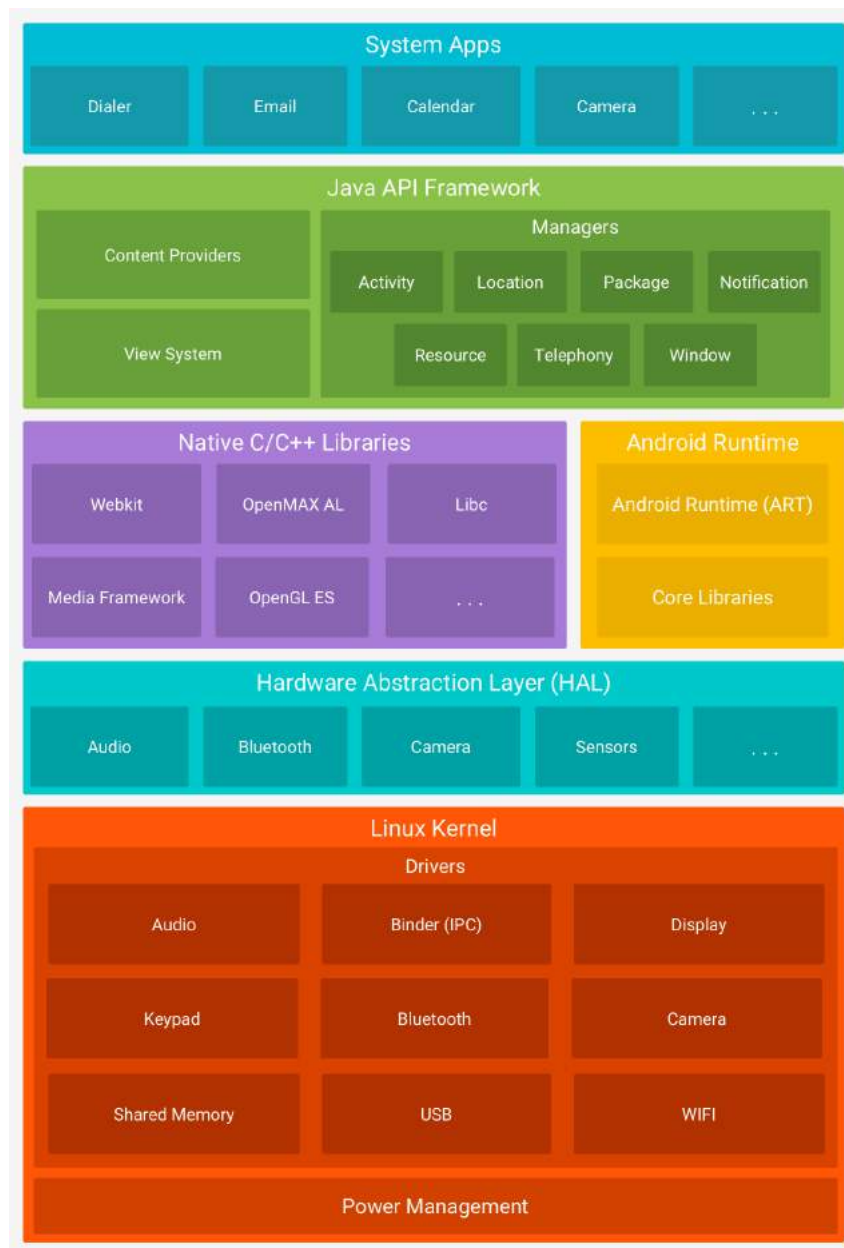 System Apps
Dialer
Email
Calendar
Camera
. . .
Java API Framework
Content Providers
View System
Managers
Activity
Location
Package
Notification
Resource
Telephony
Window
Native C/C++ Libraries
Webkit
OpenMAX AL
Libc
Media Framework
OpenGL ES
. . .
Android Runtime
Android Runtime (ART)
Core Libraries
Hardware Abstraction Layer (HAL)
Audio
Bluetooth
Camera
Sensors
. . .
Linux Kernel
Drivers
Audio
Binder (IPC)
Display
Keypad
Bluetooth
Camera
Shared Memory
USB
WIFI
Power Management